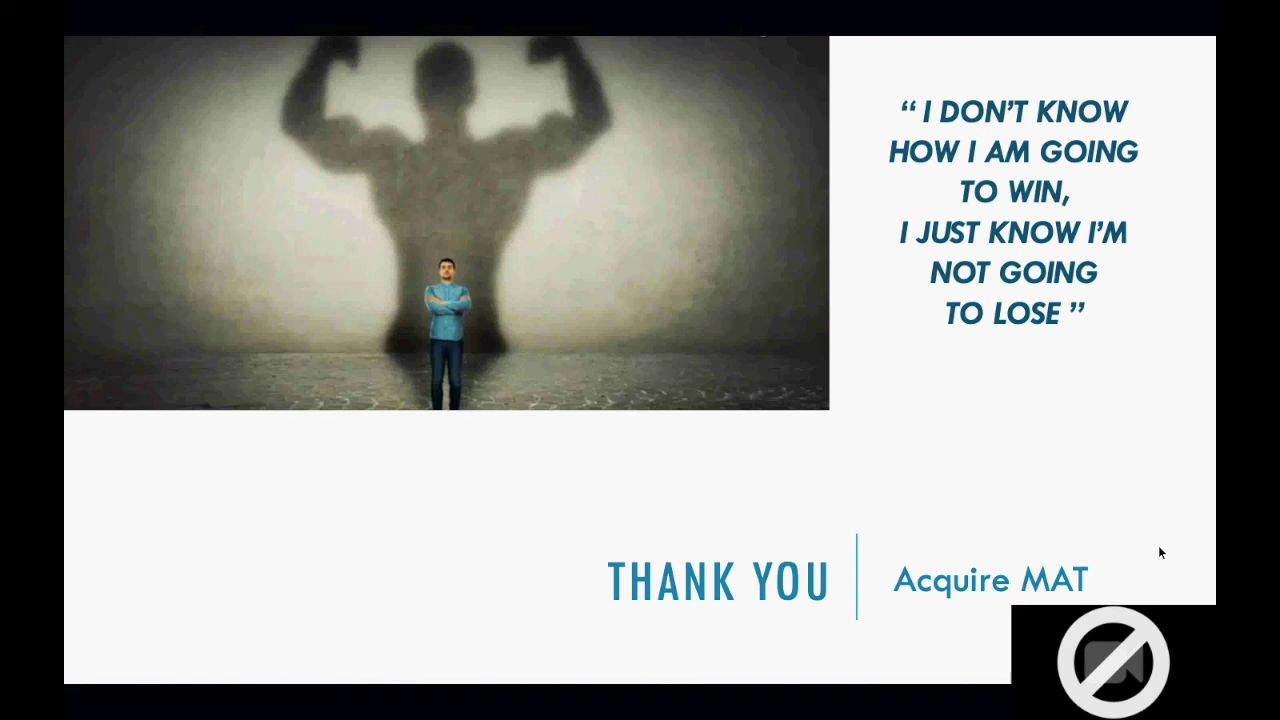 “ I DON’T KNOW
HOW I AM GOING
TO WIN,
I JUST KNOW I’M
NOT GOING
TO LOSE ”
THANK YOU
Acquire MAT